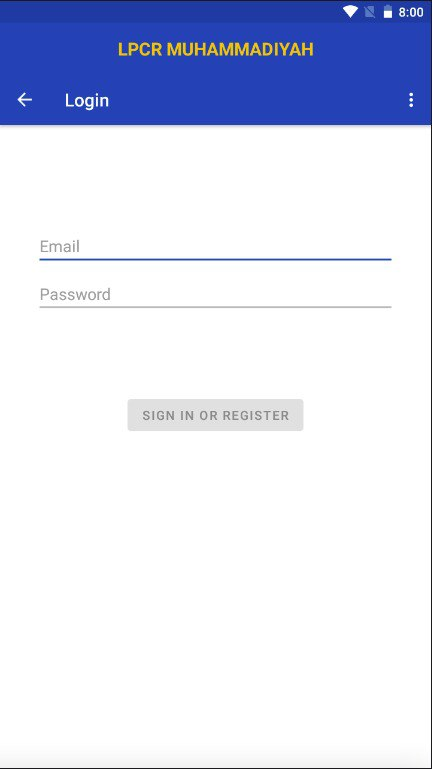 8:00
LPCR MUHAMMADIYAH
Login
Email
Password
SIGN IN OR REGISTER